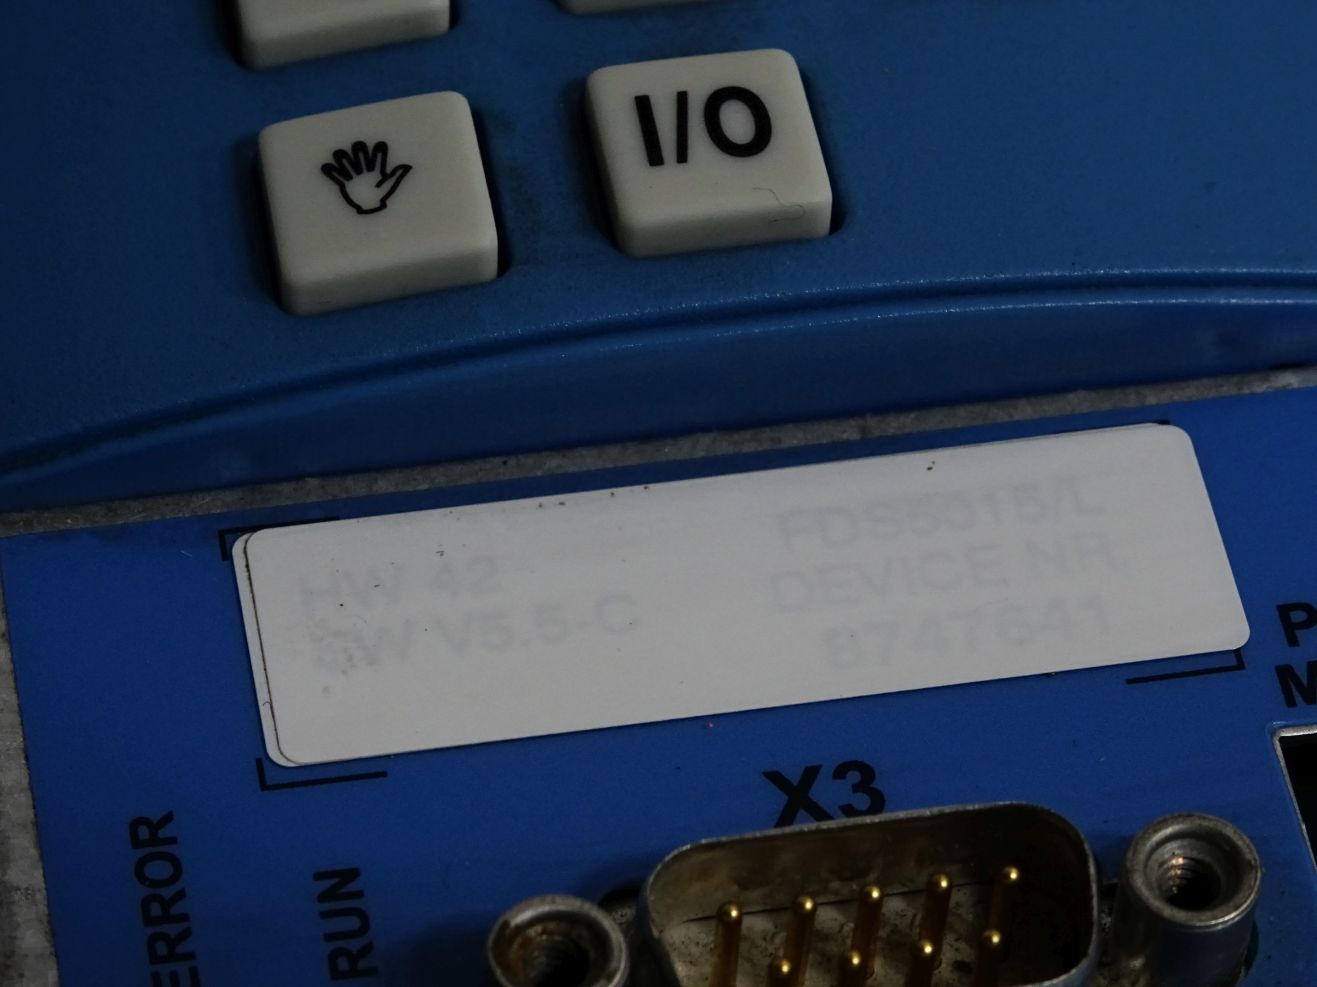 I/O
HW 42
SW V5.5-C
FDS5015/L
DEVICE NR.
8747641
P
M
X3
ERROR
RUN